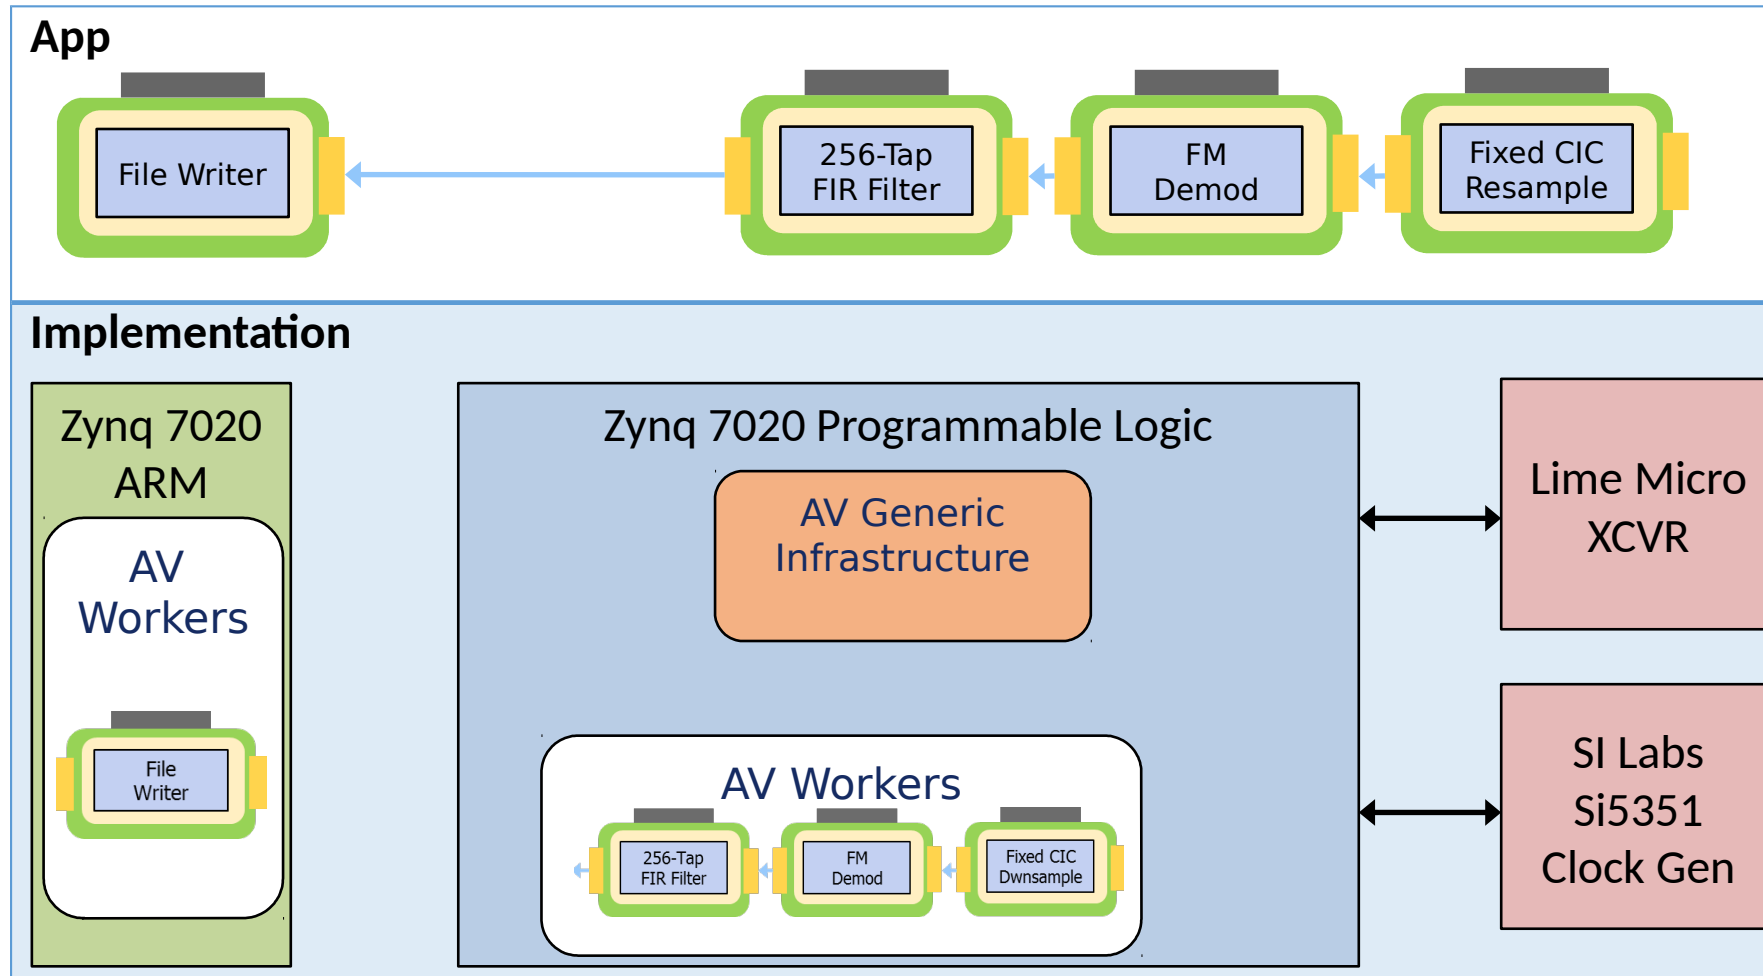 App
File Writer
256-Tap
FIR Filter
FM
Demod
Fixed CIC
Resample
Implementation
Zynq 7020
ARM
AV
Workers
File
Writer
Zynq 7020 Programmable Logic
AV Generic
Infrastructure
AV Workers
256-Tap
FIR Filter
FM
Demod
Fixed CIC
Dwnsample
Lime Micro
XCVR
SI Labs
Si5351
Clock Gen